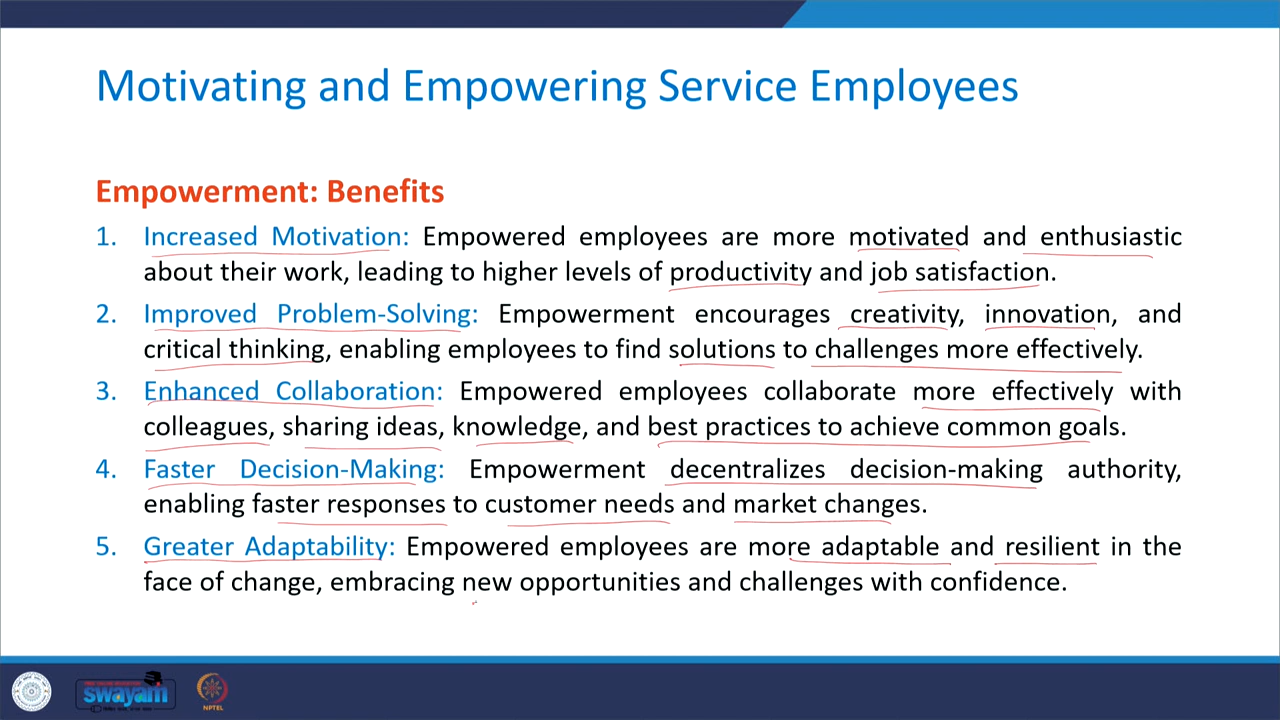 Motivating and Empowering Service Employees
Empowerment: Benefits
1. Increased Motivation: Empowered employees are more motivated and enthusiastic
about their work, leading to higher levels of productivity and job satisfaction.
2. Improved Problem-Solving: Empowerment encourages creativity, innovation, and
critical thinking, enabling employees to find solutions to challenges more effectively.
3. Enhanced Collaboration: Empowered employees collaborate more effectively with
colleagues, sharing ideas, knowledge, and best practices to achieve common goals.
4. Faster Decision-Making: Empowerment decentralizes decision-making authority,
enabling faster responses to customer needs and market changes.
5. Greater Adaptability: Empowered employees are more adaptable and resilient in the
face of change, embracing new opportunities and challenges with confidence.
swayam
NPTEL